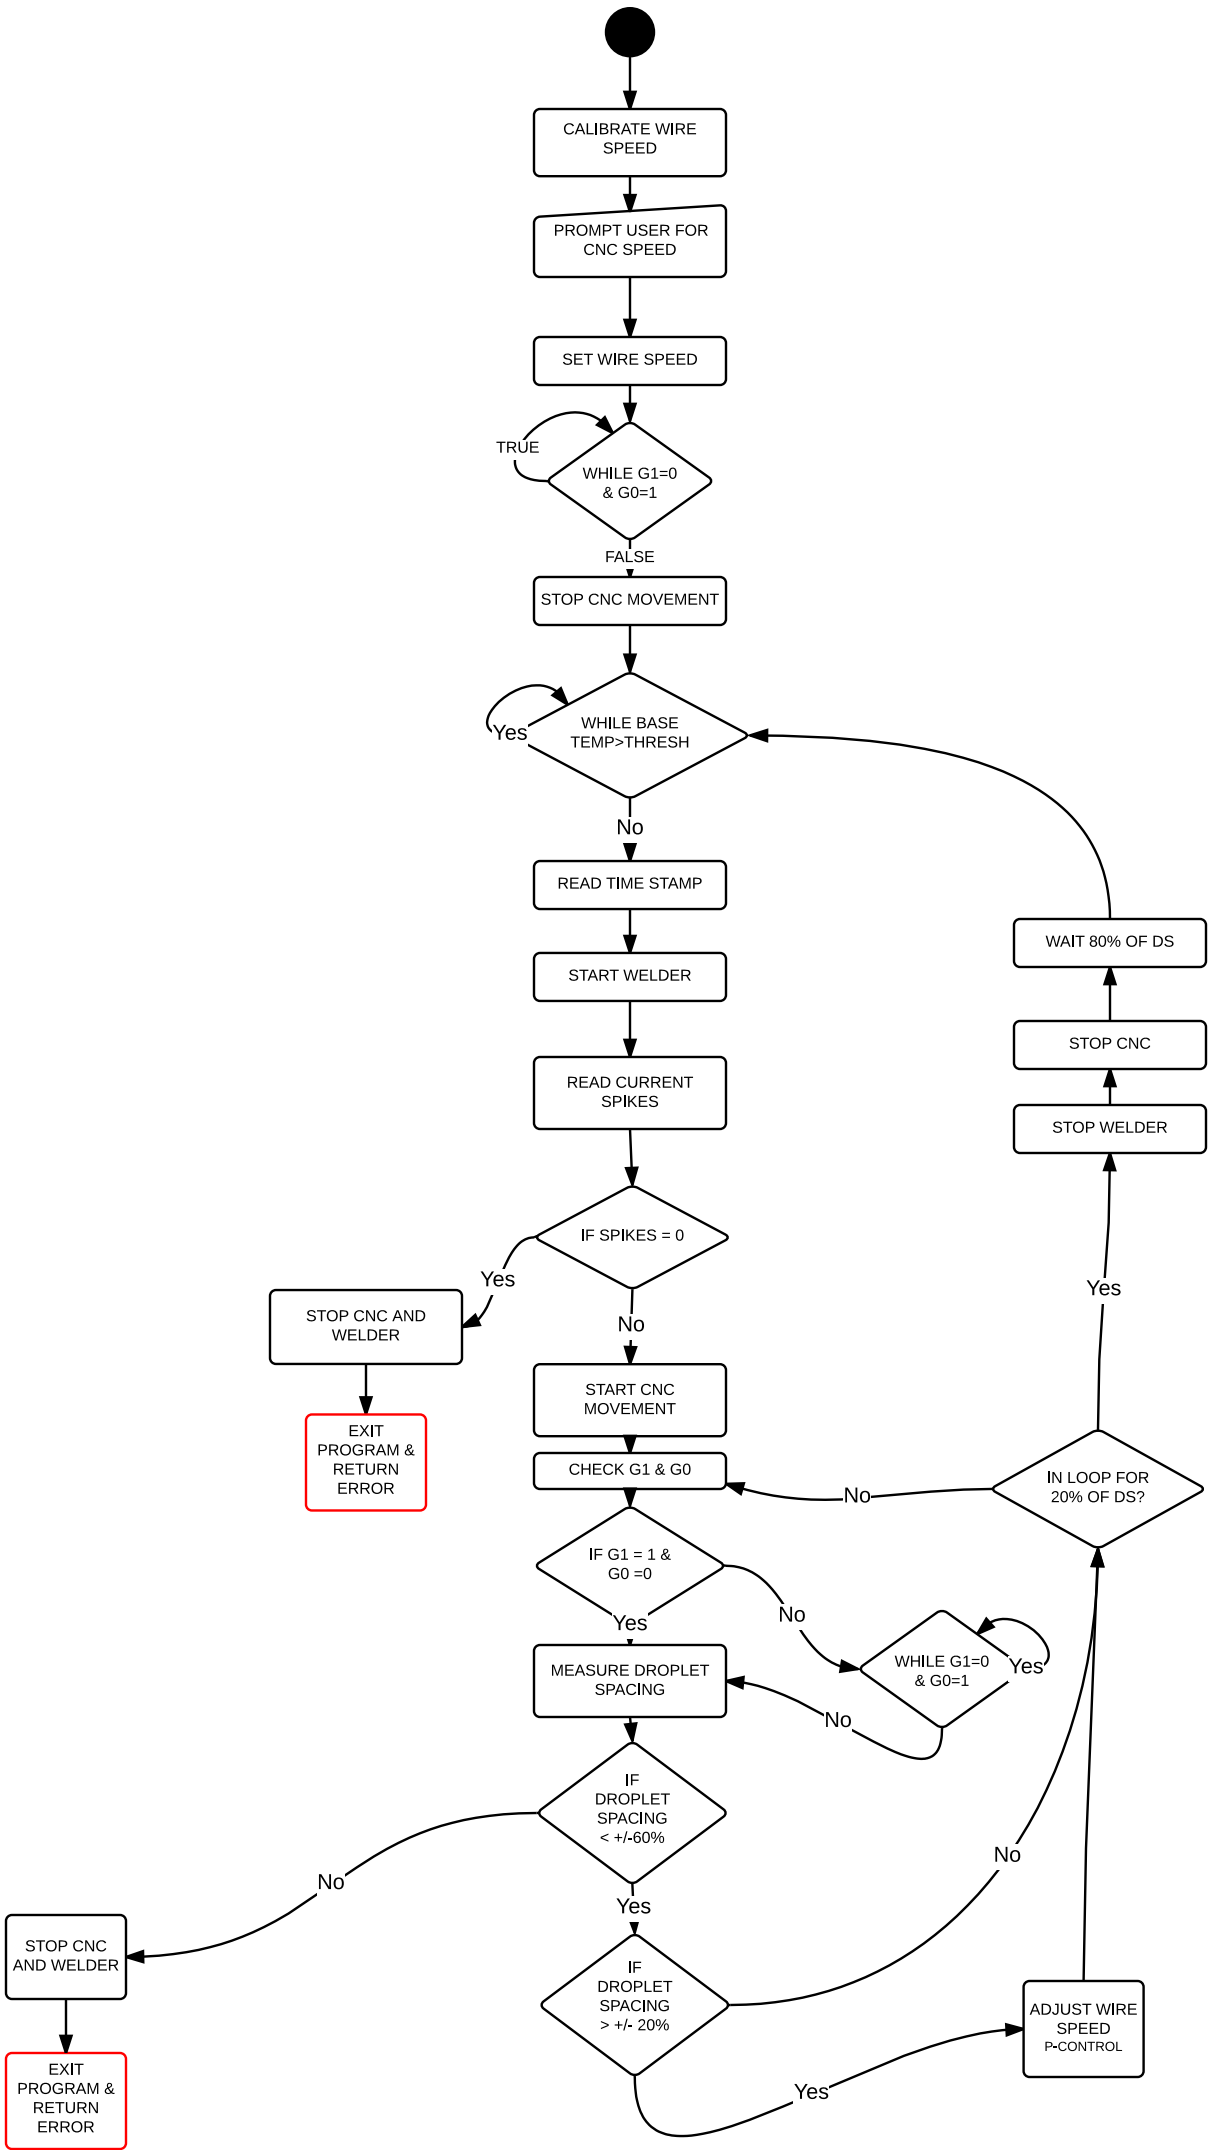 CALIBRATE WIRE
SPEED
PROMPT USER FOR
CNC SPEED
SET WIRE SPEED
TRUE
WHILE G1=0
& G0=1
FALSE
STOP CNC MOVEMENT
WHILE BASE
TEMP>THRESH
Yes
No
READ TIME STAMP
WAIT 80% OF DS
START WELDER
STOP CNC
READ CURRENT
SPIKES
STOP WELDER
IF SPIKES = 0
Yes
Yes
STOP CNC AND
WELDER
No
START CNC
MOVEMENT
EXIT
PROGRAM &
RETURN
ERROR
CHECK G1 & G0
No
IN LOOP FOR
20% OF DS?
IF G1 = 1 &
G0 =0
Yes
No
MEASURE DROPLET
SPACING
WHILE G1=0
& G0=1
Yes
No
IF
DROPLET
SPACING
< +/-60%
No
Yes
No
STOP CNC
AND WELDER
IF
DROPLET
SPACING
> +/- 20%
ADJUST WIRE
SPEED
P-CONTROL
Yes
EXIT
PROGRAM &
RETURN
ERROR